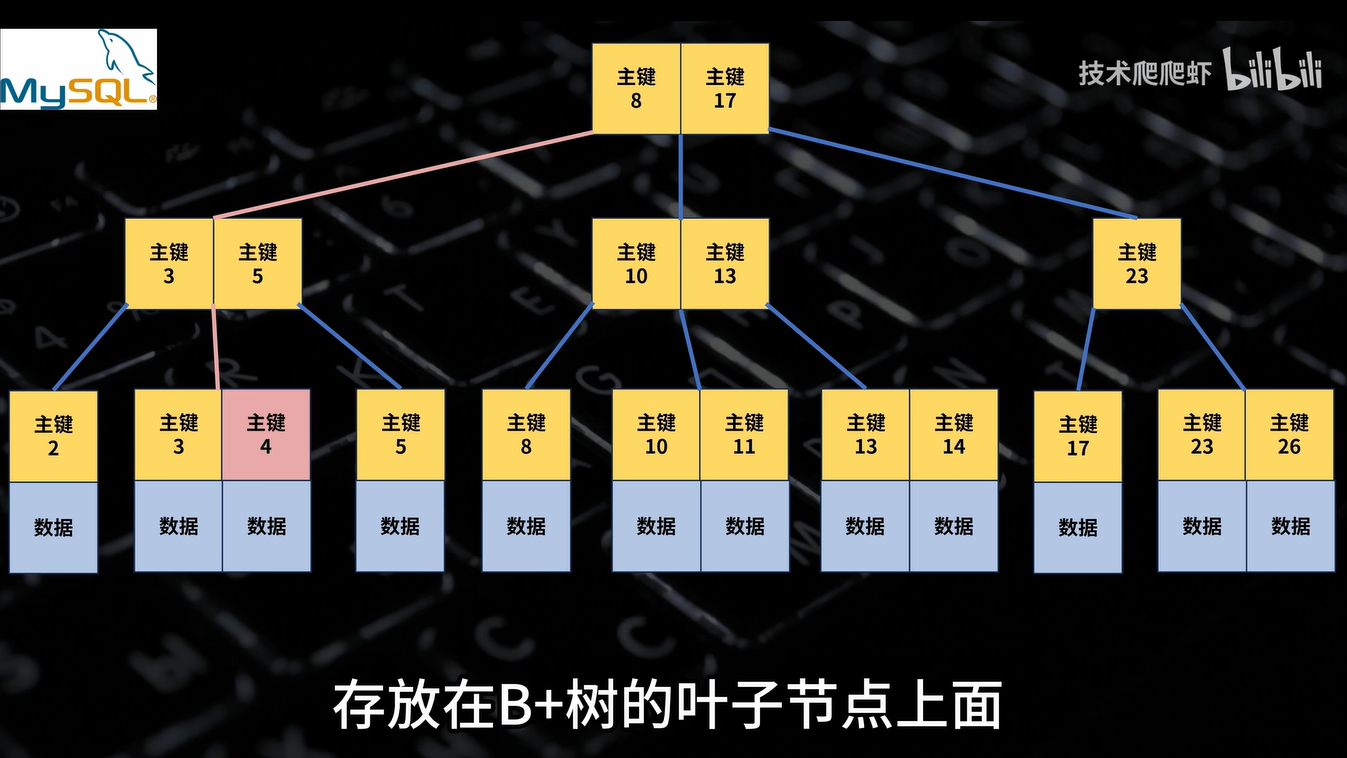 MySQL®
技术爬爬虾 bilibili
主键 主键
8 17
主键 主键 主键 主键 主键
3 5 10 13 23
主键 主键 主键 主键 主键 主键 主键 主键 主键 主键 主键 主键
2 3 4 5 8 10 11 13 14 17 23 26
数据 数据 数据 数据 数据 数据 数据 数据 数据 数据 数据 数据
存放在B+树的叶子节点上面